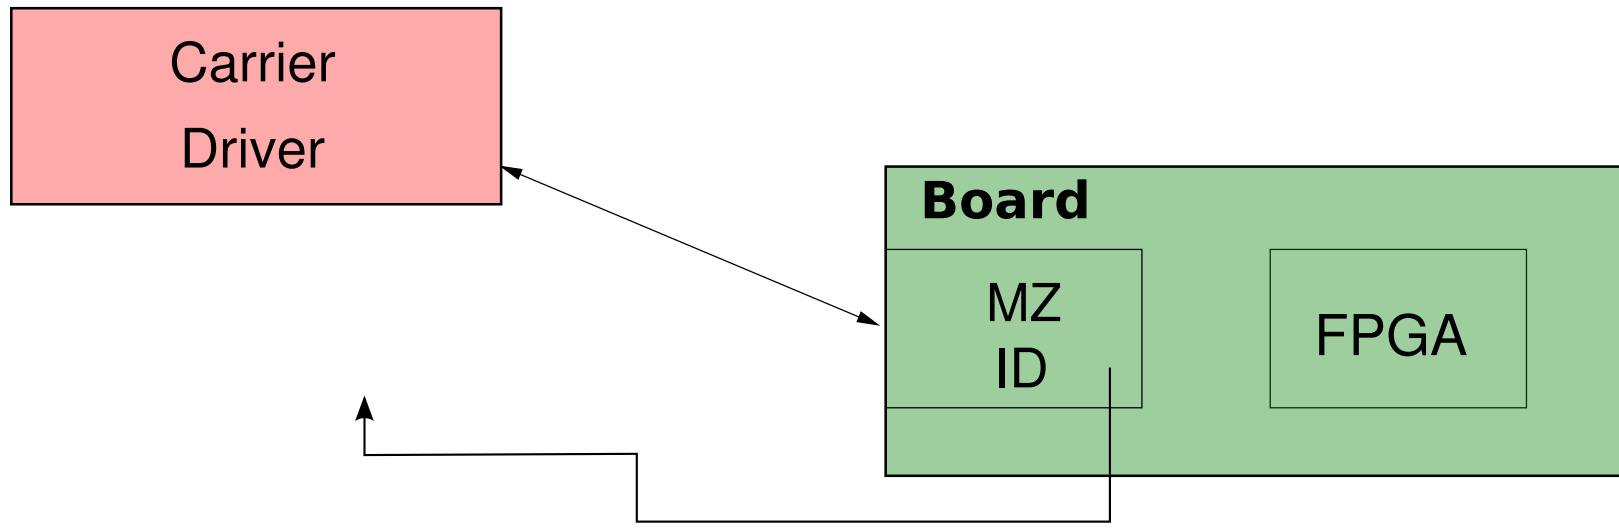 Carrier
Driver
Board
MZ
ID
FPGA